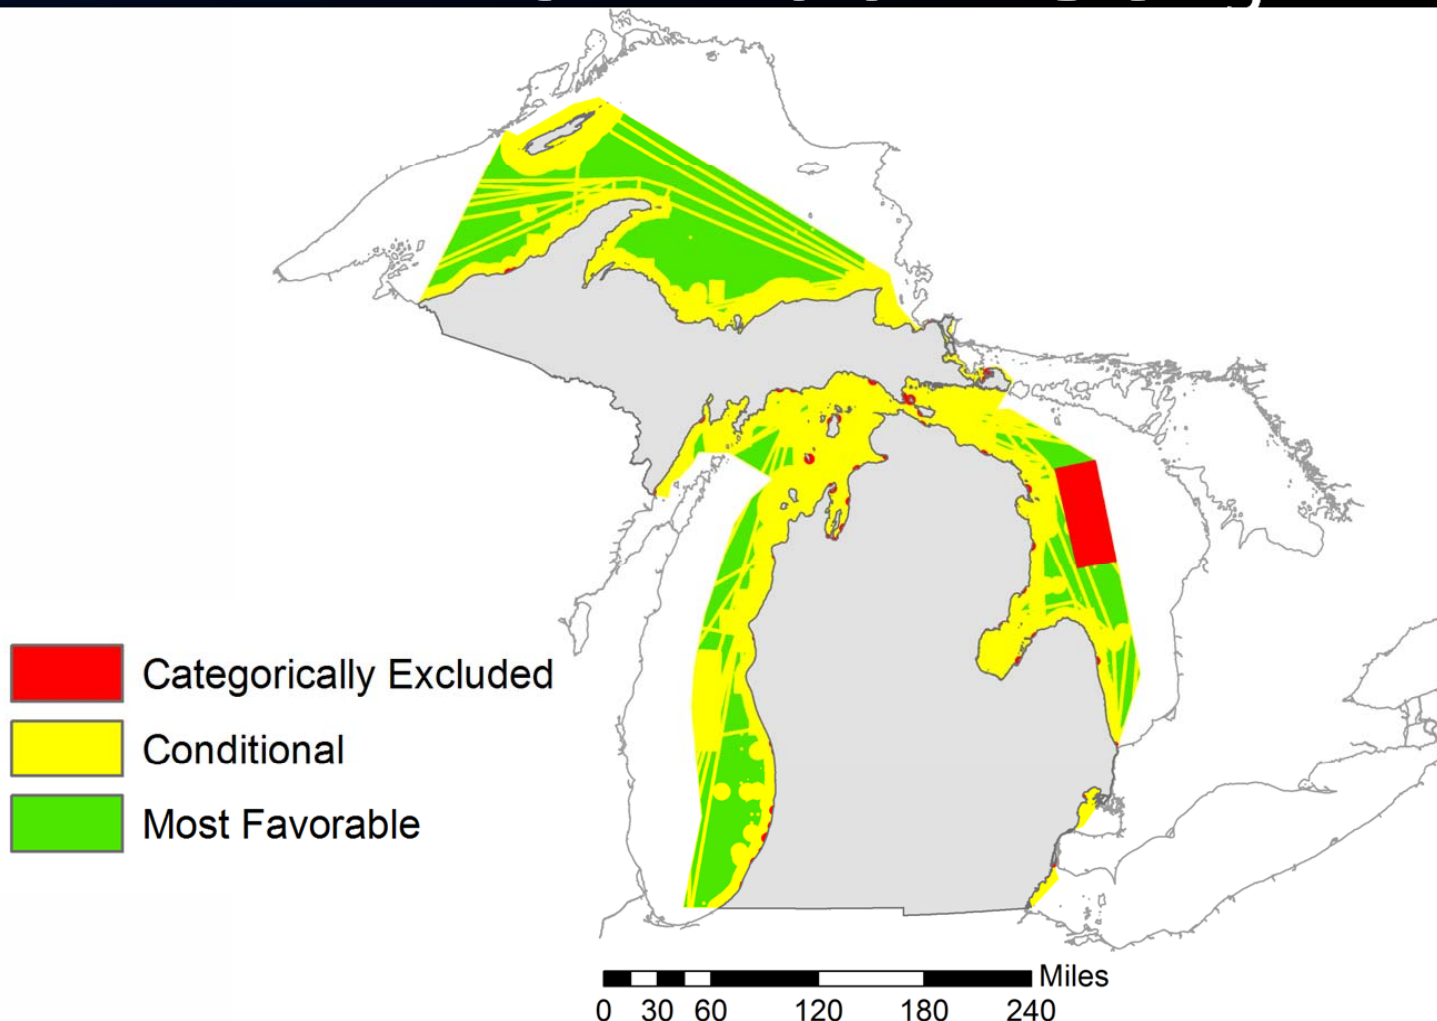 Categorically Excluded
Conditional
Most Favorable
Miles
0 30 60 120 180 240